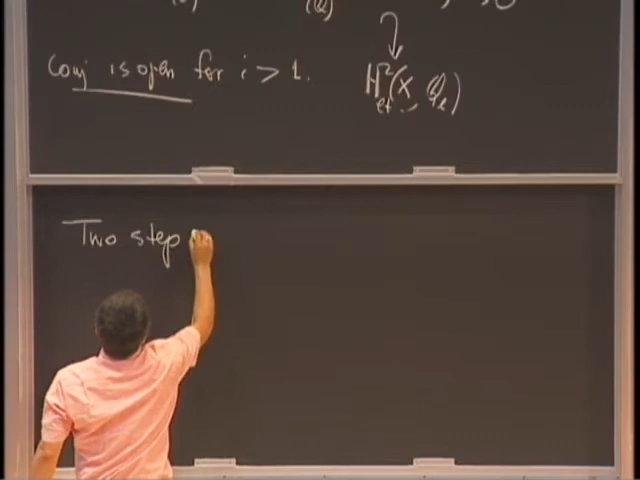 Conj is open for i > 1.
H²et(X, Qℓ)
Two step